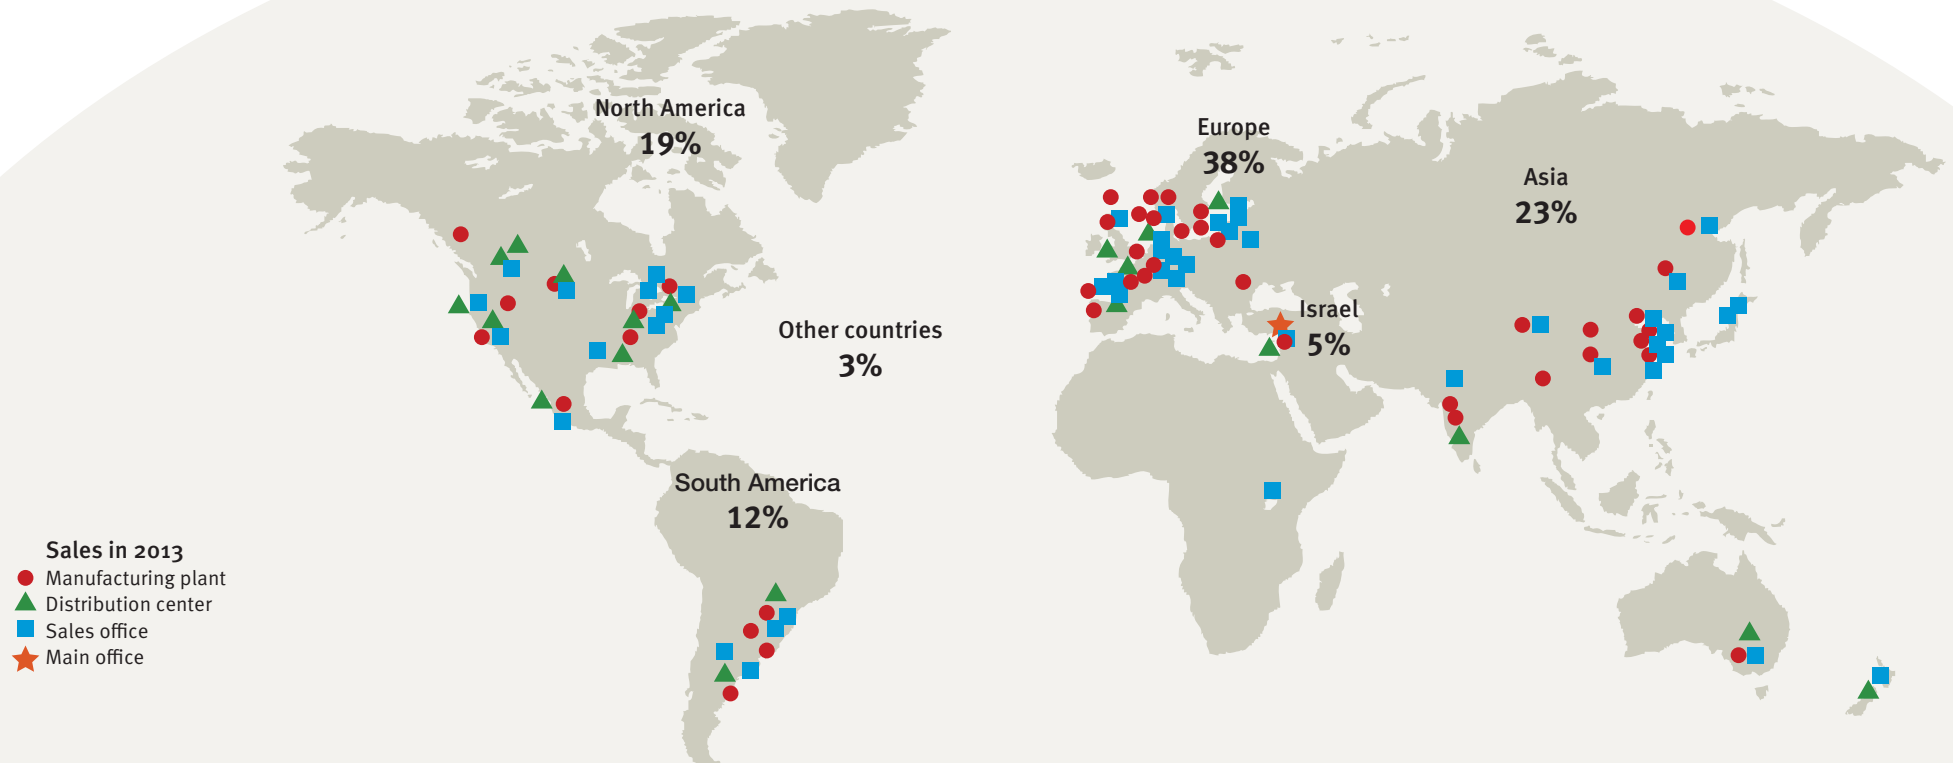 North America
19%
Europe
38%
Asia
23%
Israel
5%
Other countries
3%
South America
12%
Sales in 2013
Manufacturing plant
Distribution center
Sales office
Main office